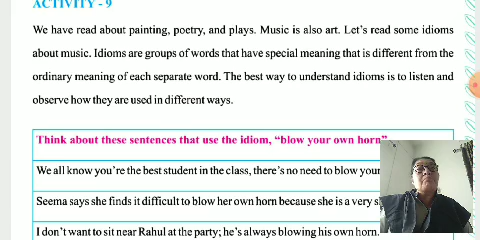 ACTIVITY - 9
We have read about painting, poetry, and plays. Music is also art. Let's read some idioms
about music. Idioms are groups of words that have special meaning that is different from the
ordinary meaning of each separate word. The best way to understand idioms is to listen and
observe how they are used in different ways.
Think about these sentences that use the idiom, "blow your own horn"
We all know you're the best student in the class, there's no need to blow your
Seema says she finds it difficult to blow her own horn because she is a very
I don't want to sit near Rahul at the party; he's always blowing his own horn.